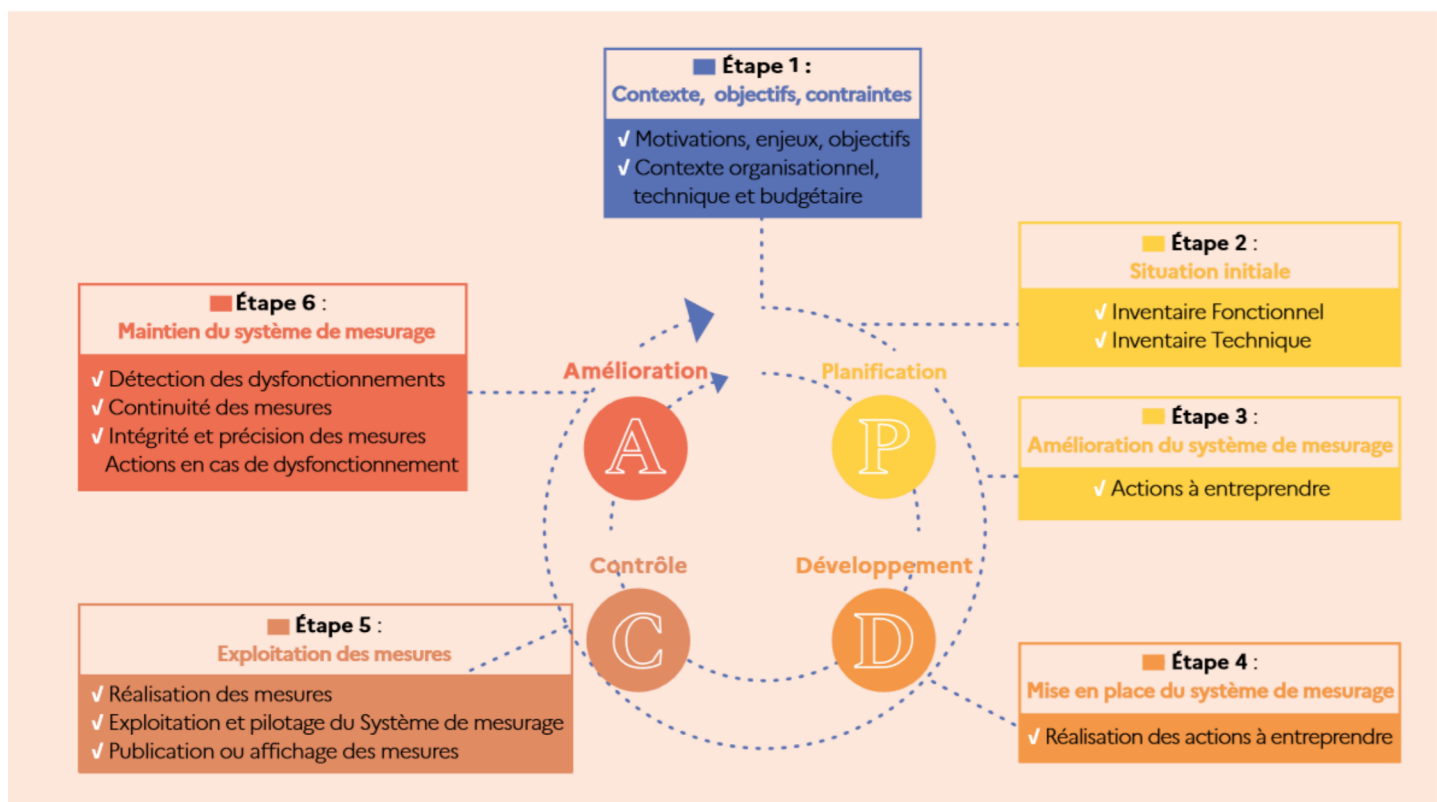 Étape 1 :
Contexte, objectifs, contraintes
√ Motivations, enjeux, objectifs
√ Contexte organisationnel,
technique et budgétaire
Étape 2 :
Situation initiale
√ Inventaire Fonctionnel
√ Inventaire Technique
Étape 3 :
Amélioration du système de mesurage
√ Actions à entreprendre
Étape 4 :
Mise en place du système de mesurage
√ Réalisation des actions à entreprendre
Étape 5 :
Exploitation des mesures
√ Réalisation des mesures
√ Exploitation et pilotage du Système de mesurage
√ Publication ou affichage des mesures
Étape 6 :
Maintien du système de mesurage
√ Détection des dysfonctionnements
√ Continuité des mesures
√ Intégrité et précision des mesures
Actions en cas de dysfonctionnement
Amélioration
A
Planification
P
Contrôle
C
Développement
D